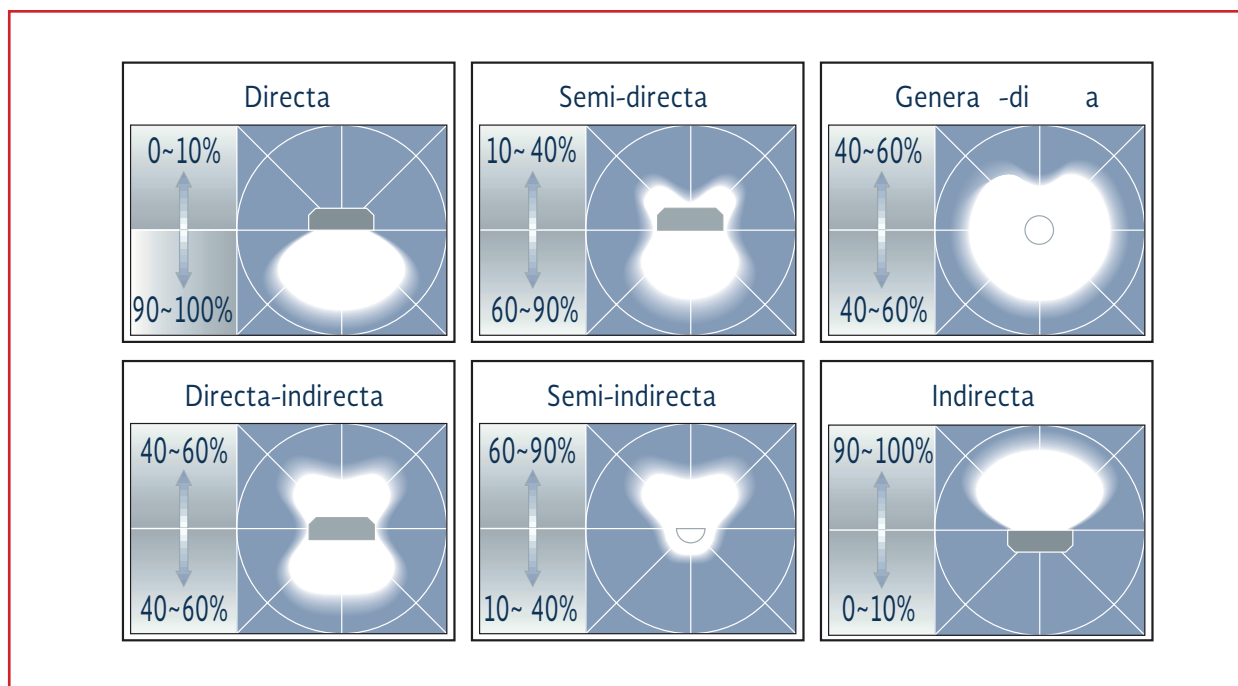 Directa
0~10%
90~100%
Semi-directa
10~ 40%
60~90%
Genera -di a
40~60%
40~60%
Directa-indirecta
40~60%
40~60%
Semi-indirecta
60~90%
10~ 40%
Indirecta
90~100%
0~10%